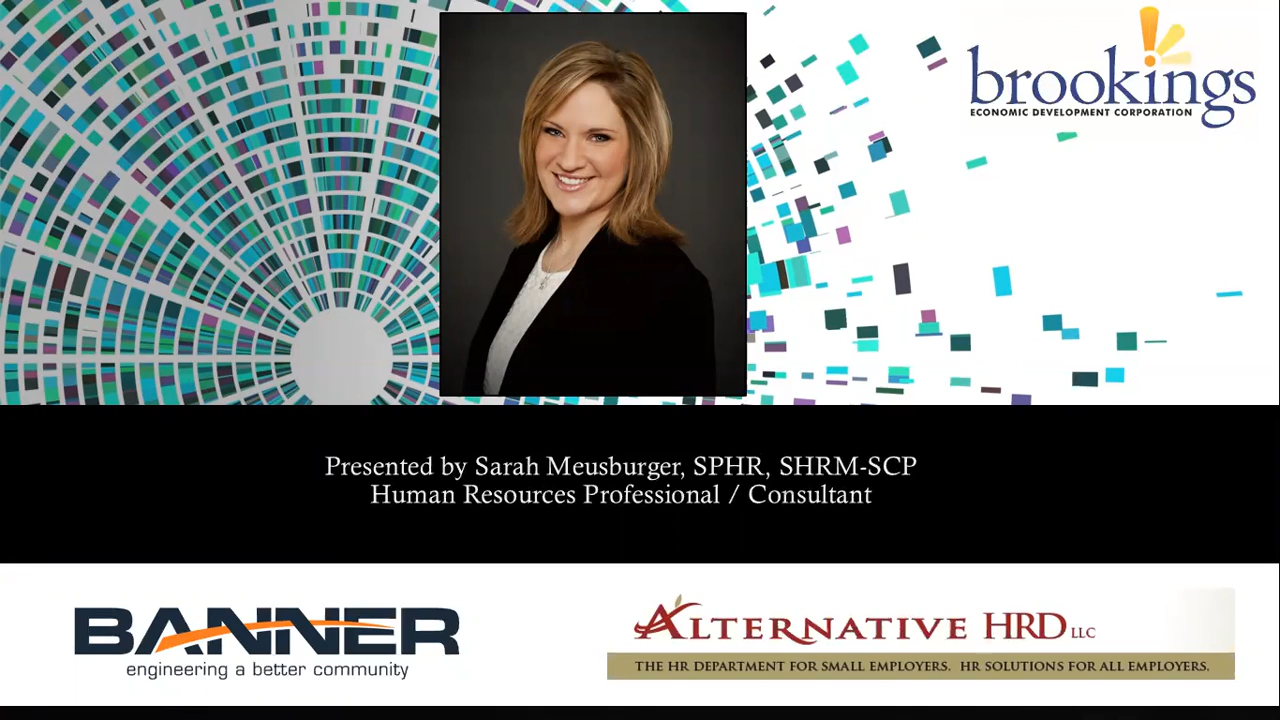 brookings
ECONOMIC DEVELOPMENT CORPORATION
Presented by Sarah Meusburger, SPHR, SHRM-SCP
Human Resources Professional / Consultant
BANNER
engineering a better community
ALTERNATIVE HRD LLC
THE HR DEPARTMENT FOR SMALL EMPLOYERS. HR SOLUTIONS FOR ALL EMPLOYERS.